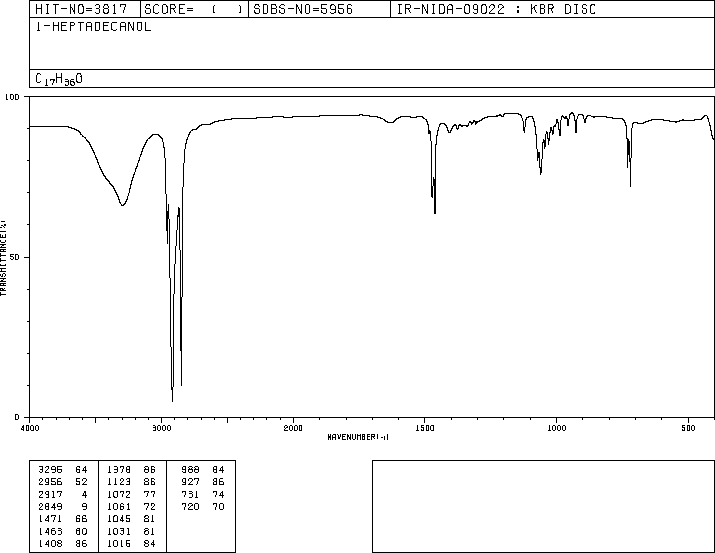 HIT-NO=3817 SCORE= ( ) SDBS-NO=5956 IR-NIDA-09022 : KBR DISC
1-HEPTADECANOL
C17H36O
100
50
0
TRANSMITTANCE(%)
4000 3000 2000 1500 1000 500
WAVENUMBER(-1)
3295 64 1378 86 988 84
2956 52 1123 86 927 86
2917 4 1072 77 731 74
2849 9 1061 72 720 70
1471 66 1045 81
1463 60 1031 81
1408 86 1016 84